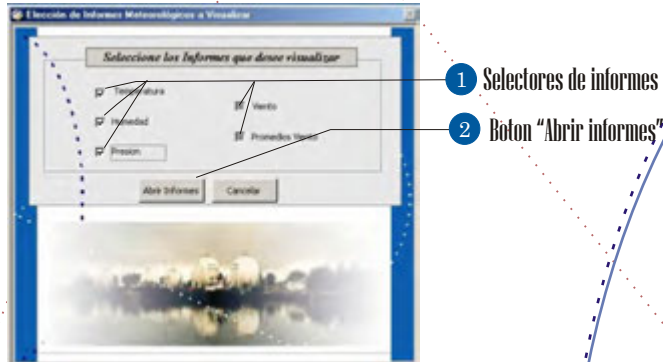 Elección de Informes Meteorológicos a Visualizar
Seleccione los Informes que desee visualizar
Temperatura
Viento
Humedad
Promedios Viento
Presion
Abrir Informes
Cancelar
1 Selectores de informes
2 Boton “Abrir informes”